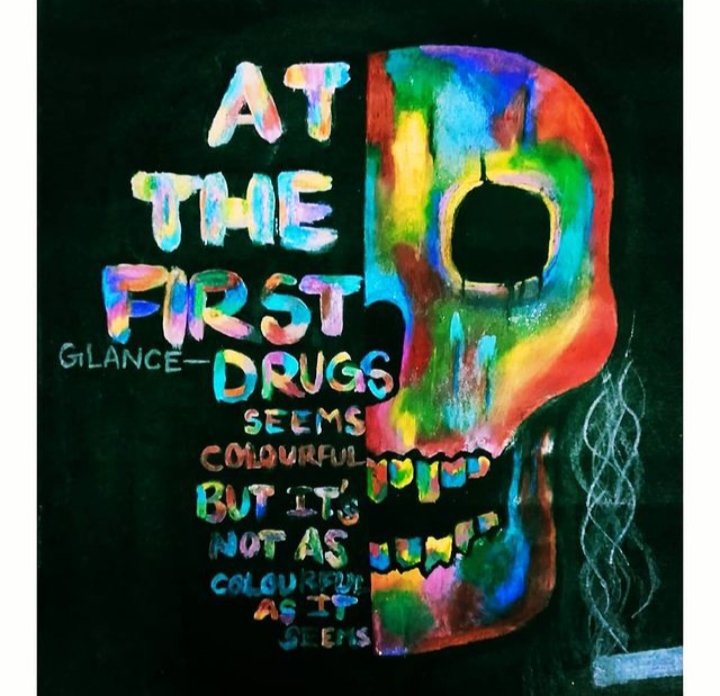 AT
THE
FIRST
GLANCE—DRUGS
SEEMS
COLOURFUL
BUT IT'S
NOT AS
COLOURFUL
AS IT
SEEMS